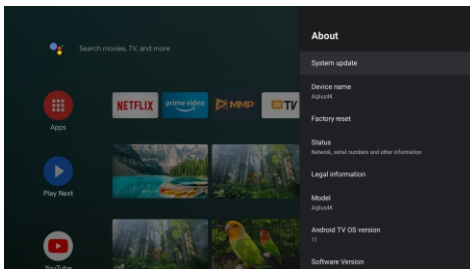 Search movies, TV, and more
Apps
NETFLIX
prime video
MMP
TV
Play Next
YouTube
About
System update
Device name
Aiplus4K
Factory reset
Status
Network, serial numbers and other information
Legal information
Model
Aiplus4K
Android TV OS version
11
Software Version